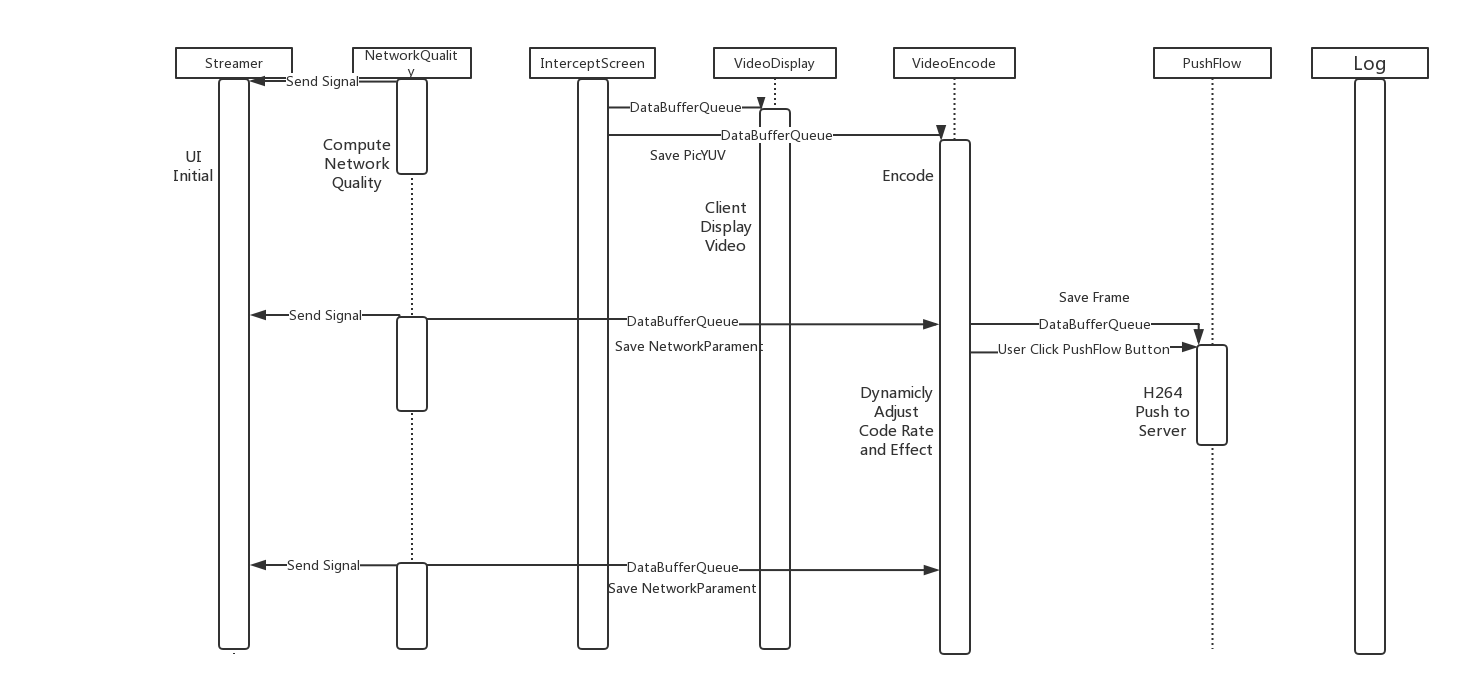 Streamer
NetworkQualit
y
InterceptScreen
VideoDisplay
VideoEncode
PushFlow
Log
Send Signal
DataBufferQueue
DataBufferQueue
Save PicYUV
UI
Initial
Compute
Network
Quality
Encode
Client
Display
Video
Save Frame
Send Signal
DataBufferQueue
DataBufferQueue
Save NetworkParament
User Click PushFlow Button
Dynamicly
Adjust
Code Rate
and Effect
H264
Push to
Server
Send Signal
DataBufferQueue
Save NetworkParament